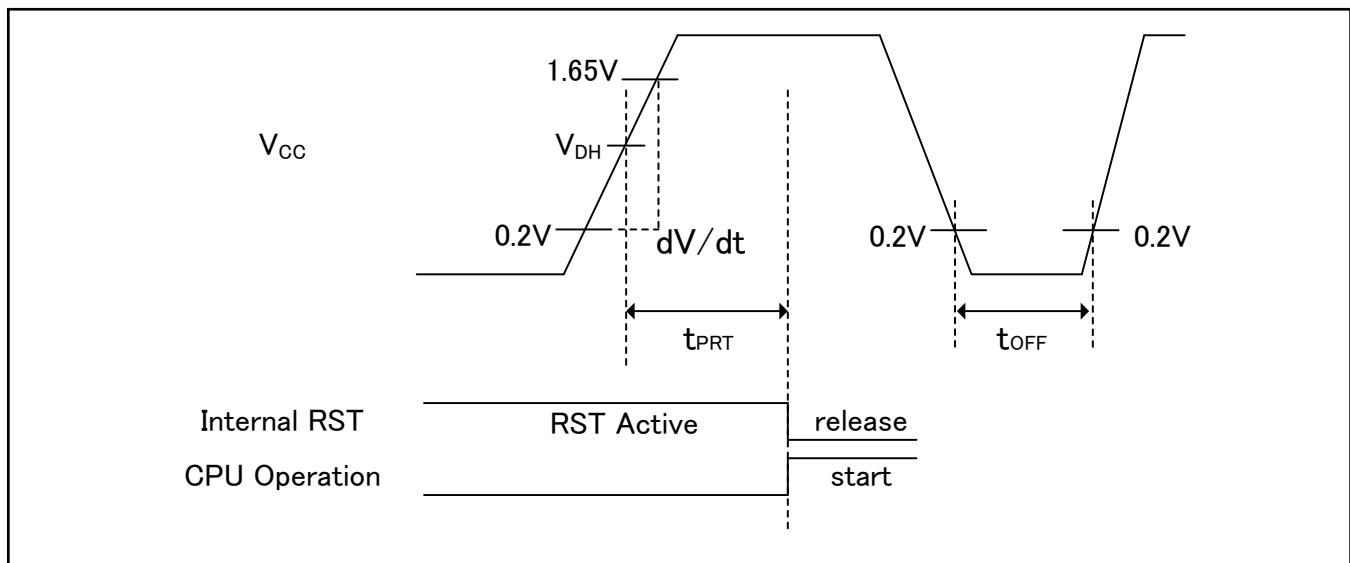 1.65V
VCC
VDH
0.2V
dV/dt
0.2V
0.2V
tPRT
tOFF
Internal RST
RST Active
release
CPU Operation
start